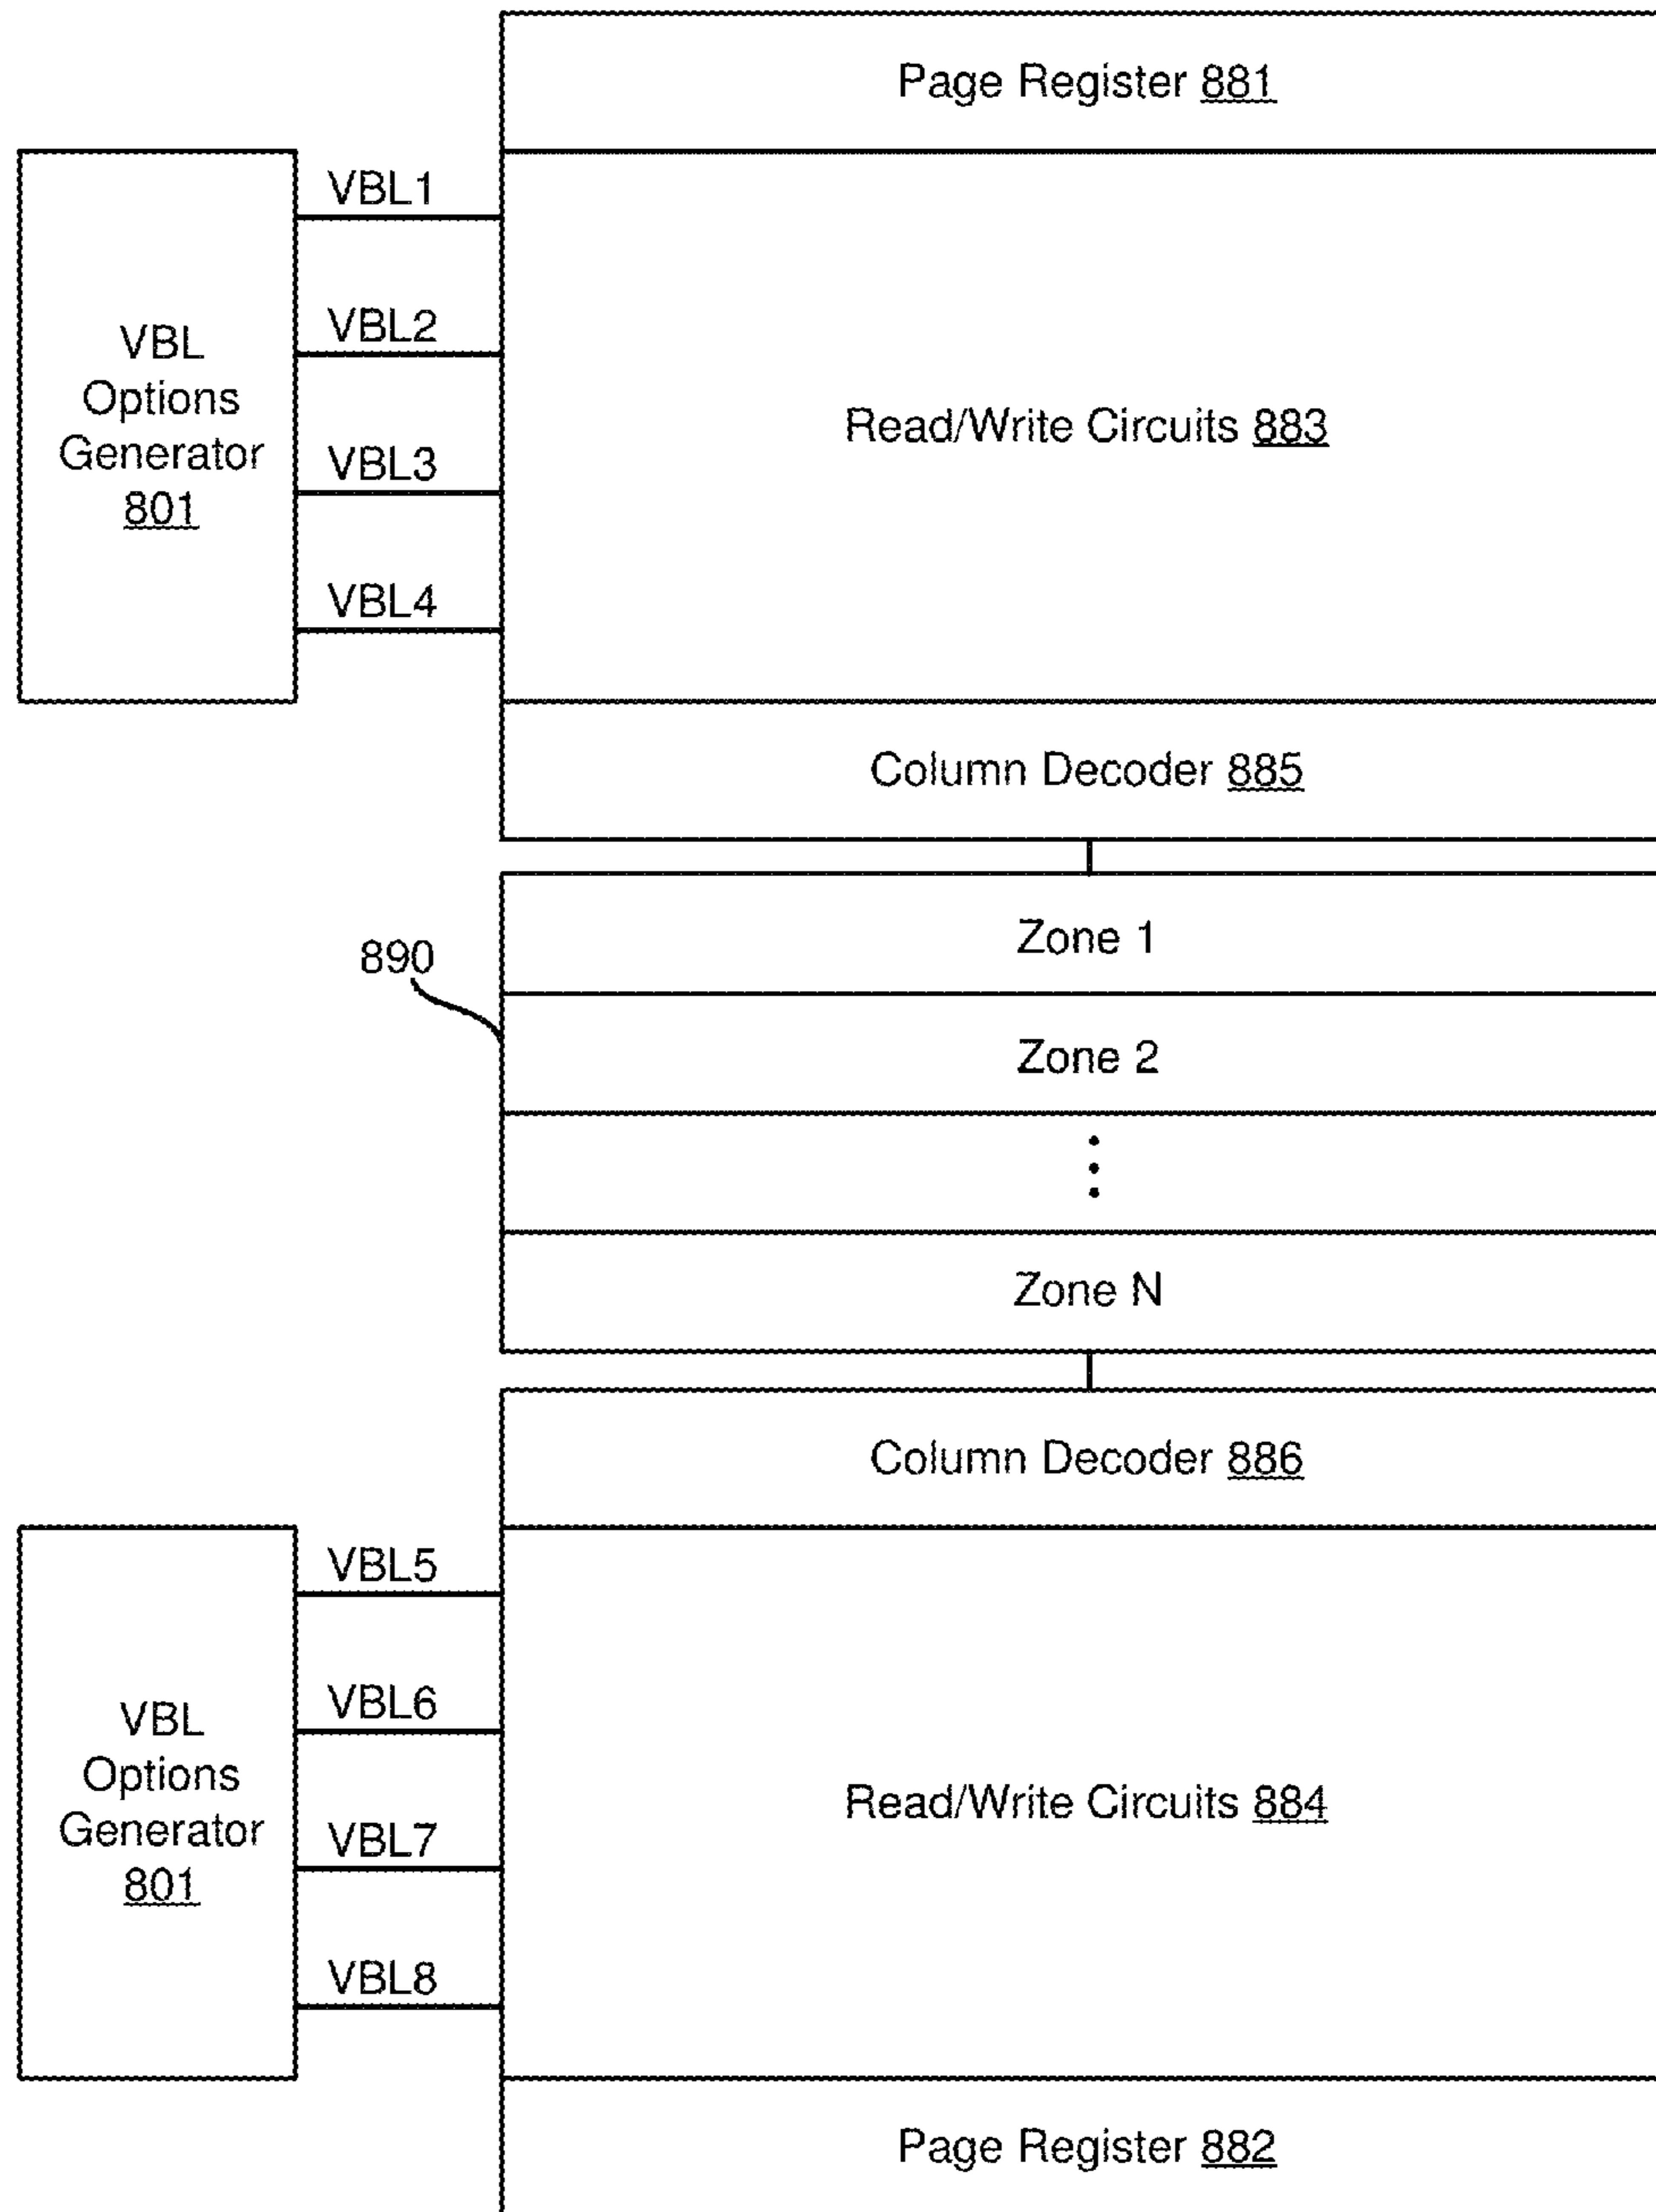 Page Register 881
VBL1
VBL2
VBL
Options
Generator
801
VBL3
VBL4
Read/Write Circuits 883
Column Decoder 885
Zone 1
890
Zone 2
Zone N
Column Decoder 886
VBL5
VBL6
VBL
Options
Generator
801
VBL7
VBL8
Read/Write Circuits 884
Page Register 882